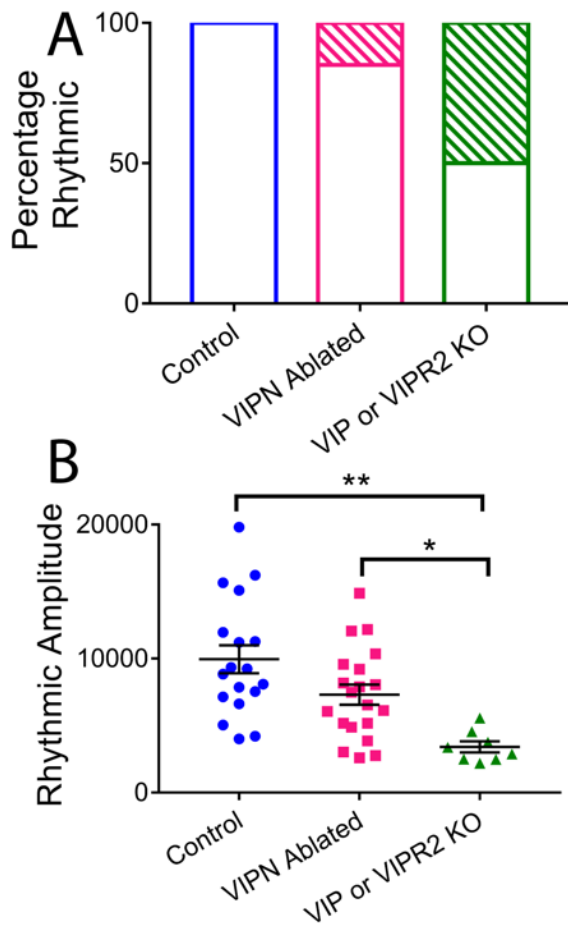 A
Percentage
Rhythmic
100
50
0
Control
VIPN Ablated
VIP or VIPR2 KO
B
Rhythmic Amplitude
20000
10000
0
**
*
Control
VIPN Ablated
VIP or VIPR2 KO